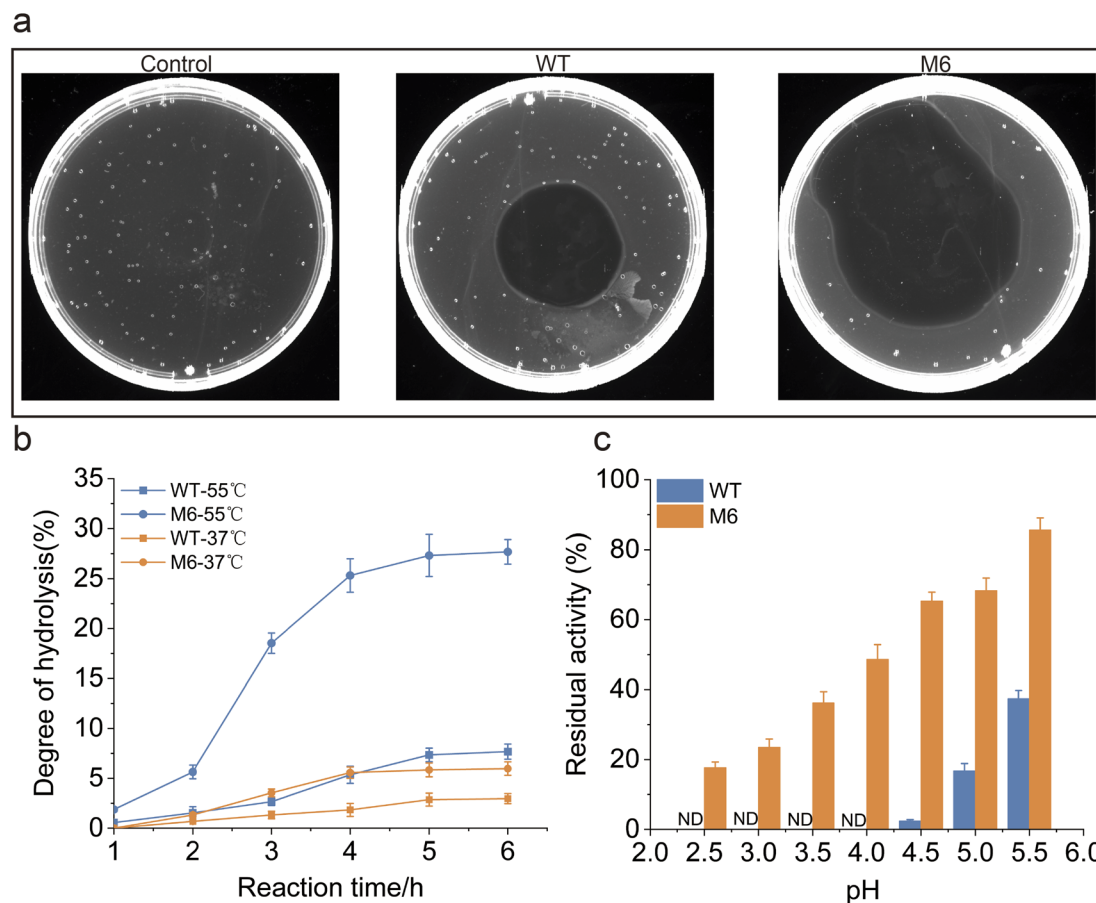 a
Control
WT
M6
b
35
30
25
20
15
10
5
0
Degree of hydrolysis(%)
WT-55℃
M6-55℃
WT-37℃
M6-37℃
1 2 3 4 5 6
Reaction time/h
c
100
80
60
40
20
0
Residual activity (%)
WT
M6
ND ND ND ND
2.0 2.5 3.0 3.5 4.0 4.5 5.0 5.5 6.0
pH